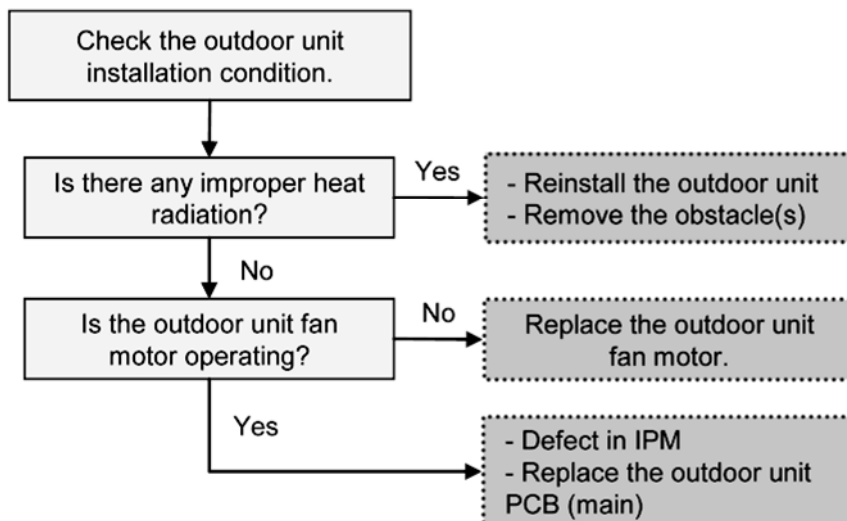 Check the outdoor unit
installation condition.
Is there any improper heat
radiation?
Yes
- Reinstall the outdoor unit
- Remove the obstacle(s)
No
Is the outdoor unit fan
motor operating?
No
Replace the outdoor unit
fan motor.
Yes
- Defect in IPM
- Replace the outdoor unit
PCB (main)